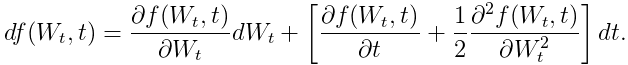 $df(W_t, t) = \frac{\partial f(W_t, t)}{\partial W_t} dW_t + \left[ \frac{\partial f(W_t, t)}{\partial t} + \frac{1}{2} \frac{\partial^2 f(W_t, t)}{\partial W_t^2} \right] dt.$